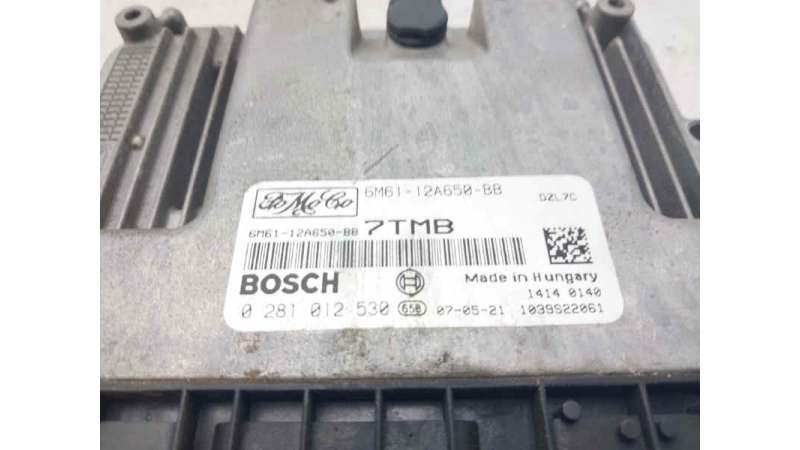 FoMoCo 6M61-12A650-BB DZL7C
6M61-12A650-BB 7TMB
BOSCH Made in Hungary
1414 0140
0 281 012 530 65B 07-05-21 1039S22061